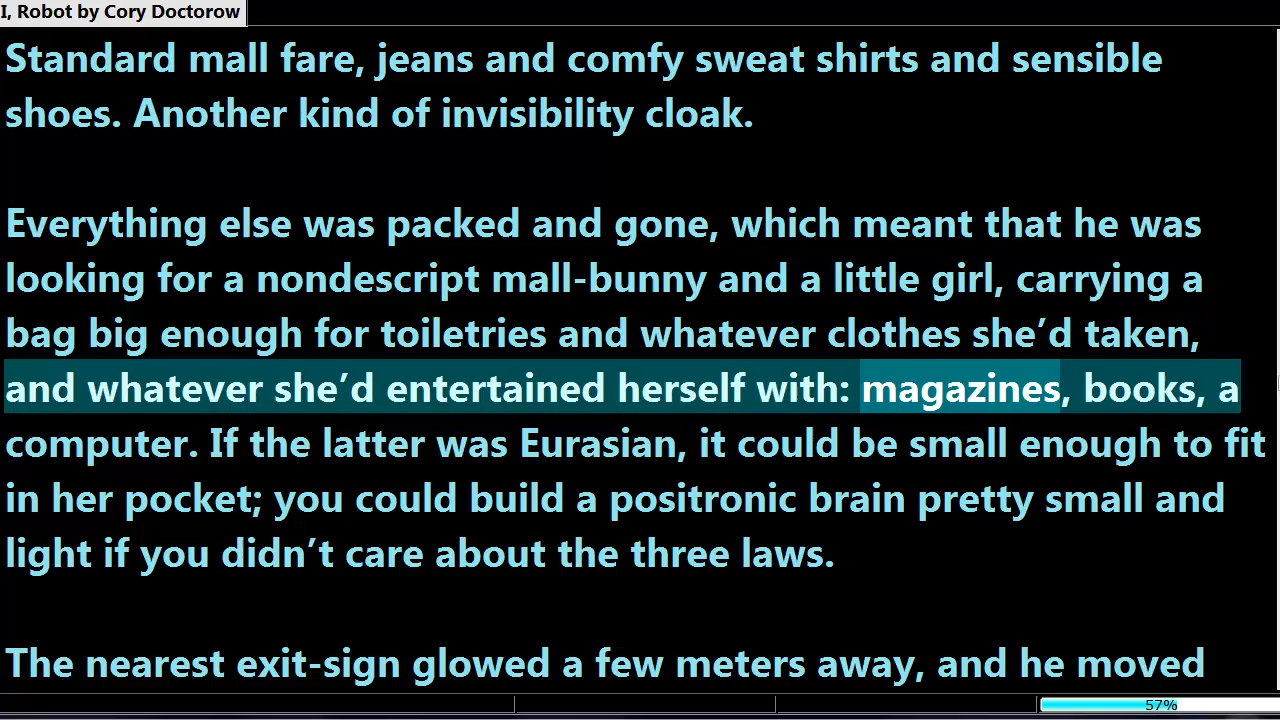 I, Robot by Cory Doctorow
Standard mall fare, jeans and comfy sweat shirts and sensible
shoes. Another kind of invisibility cloak.
Everything else was packed and gone, which meant that he was
looking for a nondescript mall-bunny and a little girl, carrying a
bag big enough for toiletries and whatever clothes she’d taken,
and whatever she’d entertained herself with: magazines, books, a
computer. If the latter was Eurasian, it could be small enough to fit
in her pocket; you could build a positronic brain pretty small and
light if you didn’t care about the three laws.
The nearest exit-sign glowed a few meters away, and he moved
57%